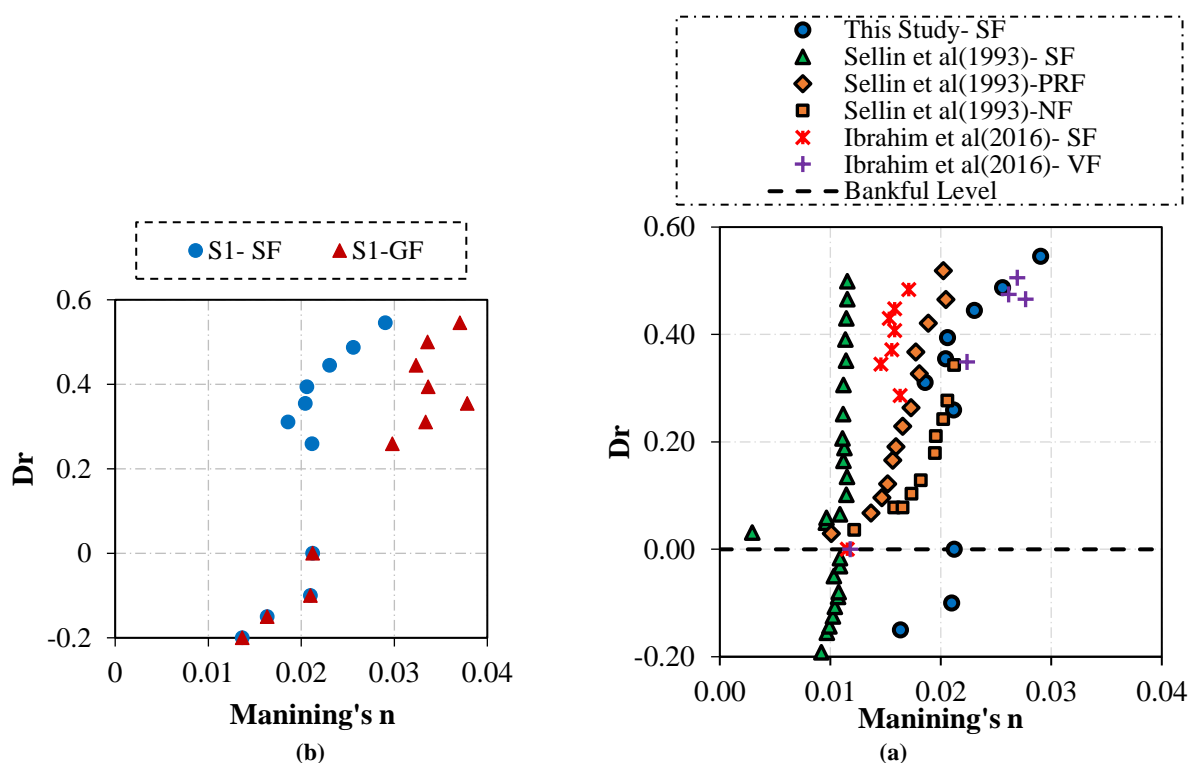 S1- SF
S1-GF
0.6
0.4
0.2
0
-0.2
Dr
0
0.01
0.02
0.03
0.04
Manining's n
(b)
This Study- SF
Sellin et al(1993)- SF
Sellin et al(1993)-PRF
Sellin et al(1993)-NF
Ibrahim et al(2016)- SF
Ibrahim et al(2016)- VF
Bankful Level
0.60
0.40
0.20
0.00
-0.20
Dr
0.00
0.01
0.02
0.03
0.04
Manining's n
(a)